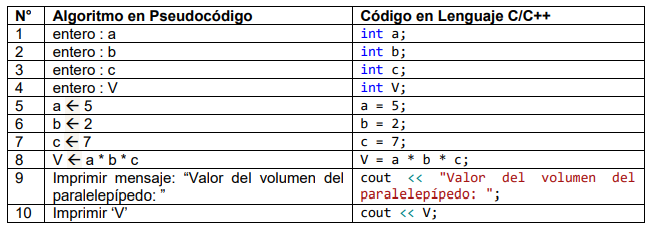 N° Algoritmo en Pseudocódigo Código en Lenguaje C/C++
1 entero : a int a;
2 entero : b int b;
3 entero : c int c;
4 entero : V int V;
5 a ← 5 a = 5;
6 b ← 2 b = 2;
7 c ← 7 c = 7;
8 V ← a * b * c V = a * b * c;
9 Imprimir mensaje: “Valor del volumen del cout << "Valor del volumen del
paralelepípedo: ” paralelepípedo: ";
10 Imprimir ‘V’ cout << V;